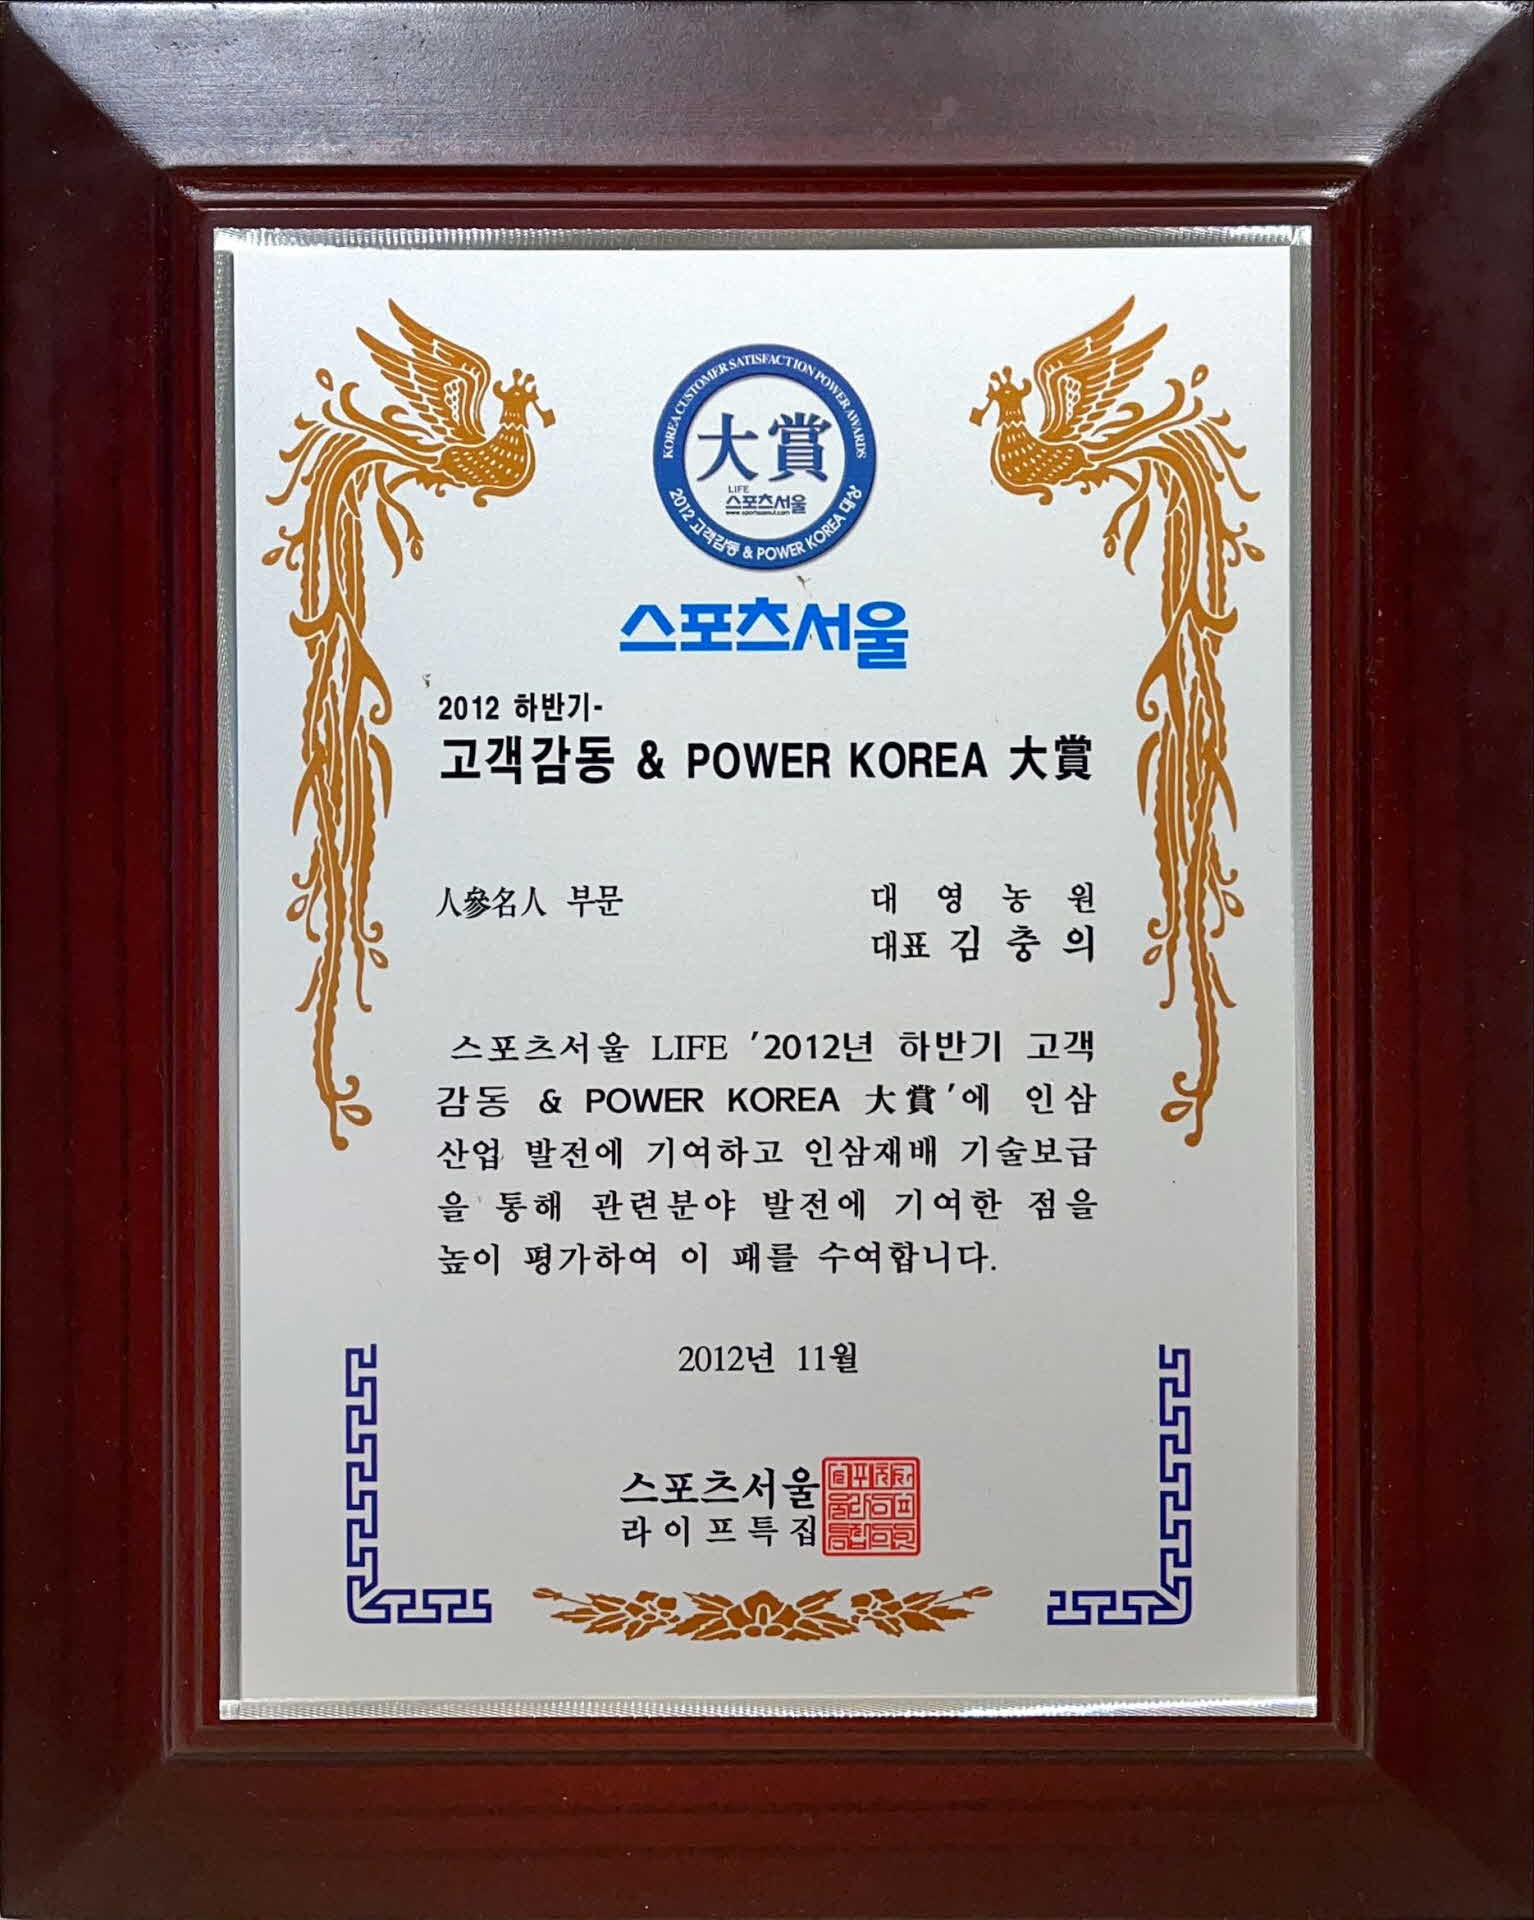 KOREA CUSTOMER SATISFACTION POWER AWARDS
大賞
LIFE
스포츠서울
www.sportsseoul.com
2012 고객감동 & POWER KOREA 대상
스포츠서울
2012 하반기-
고객감동 & POWER KOREA 大賞
人參名人 부문
대 영 농 원
대표 김 충 의
스포츠서울 LIFE '2012년 하반기 고객
감동 & POWER KOREA 大賞'에 인삼
산업 발전에 기여하고 인삼재배 기술보급
을 통해 관련분야 발전에 기여한 점을
높이 평가하여 이 패를 수여합니다.
2012년 11월
스포츠서울
라이프특집